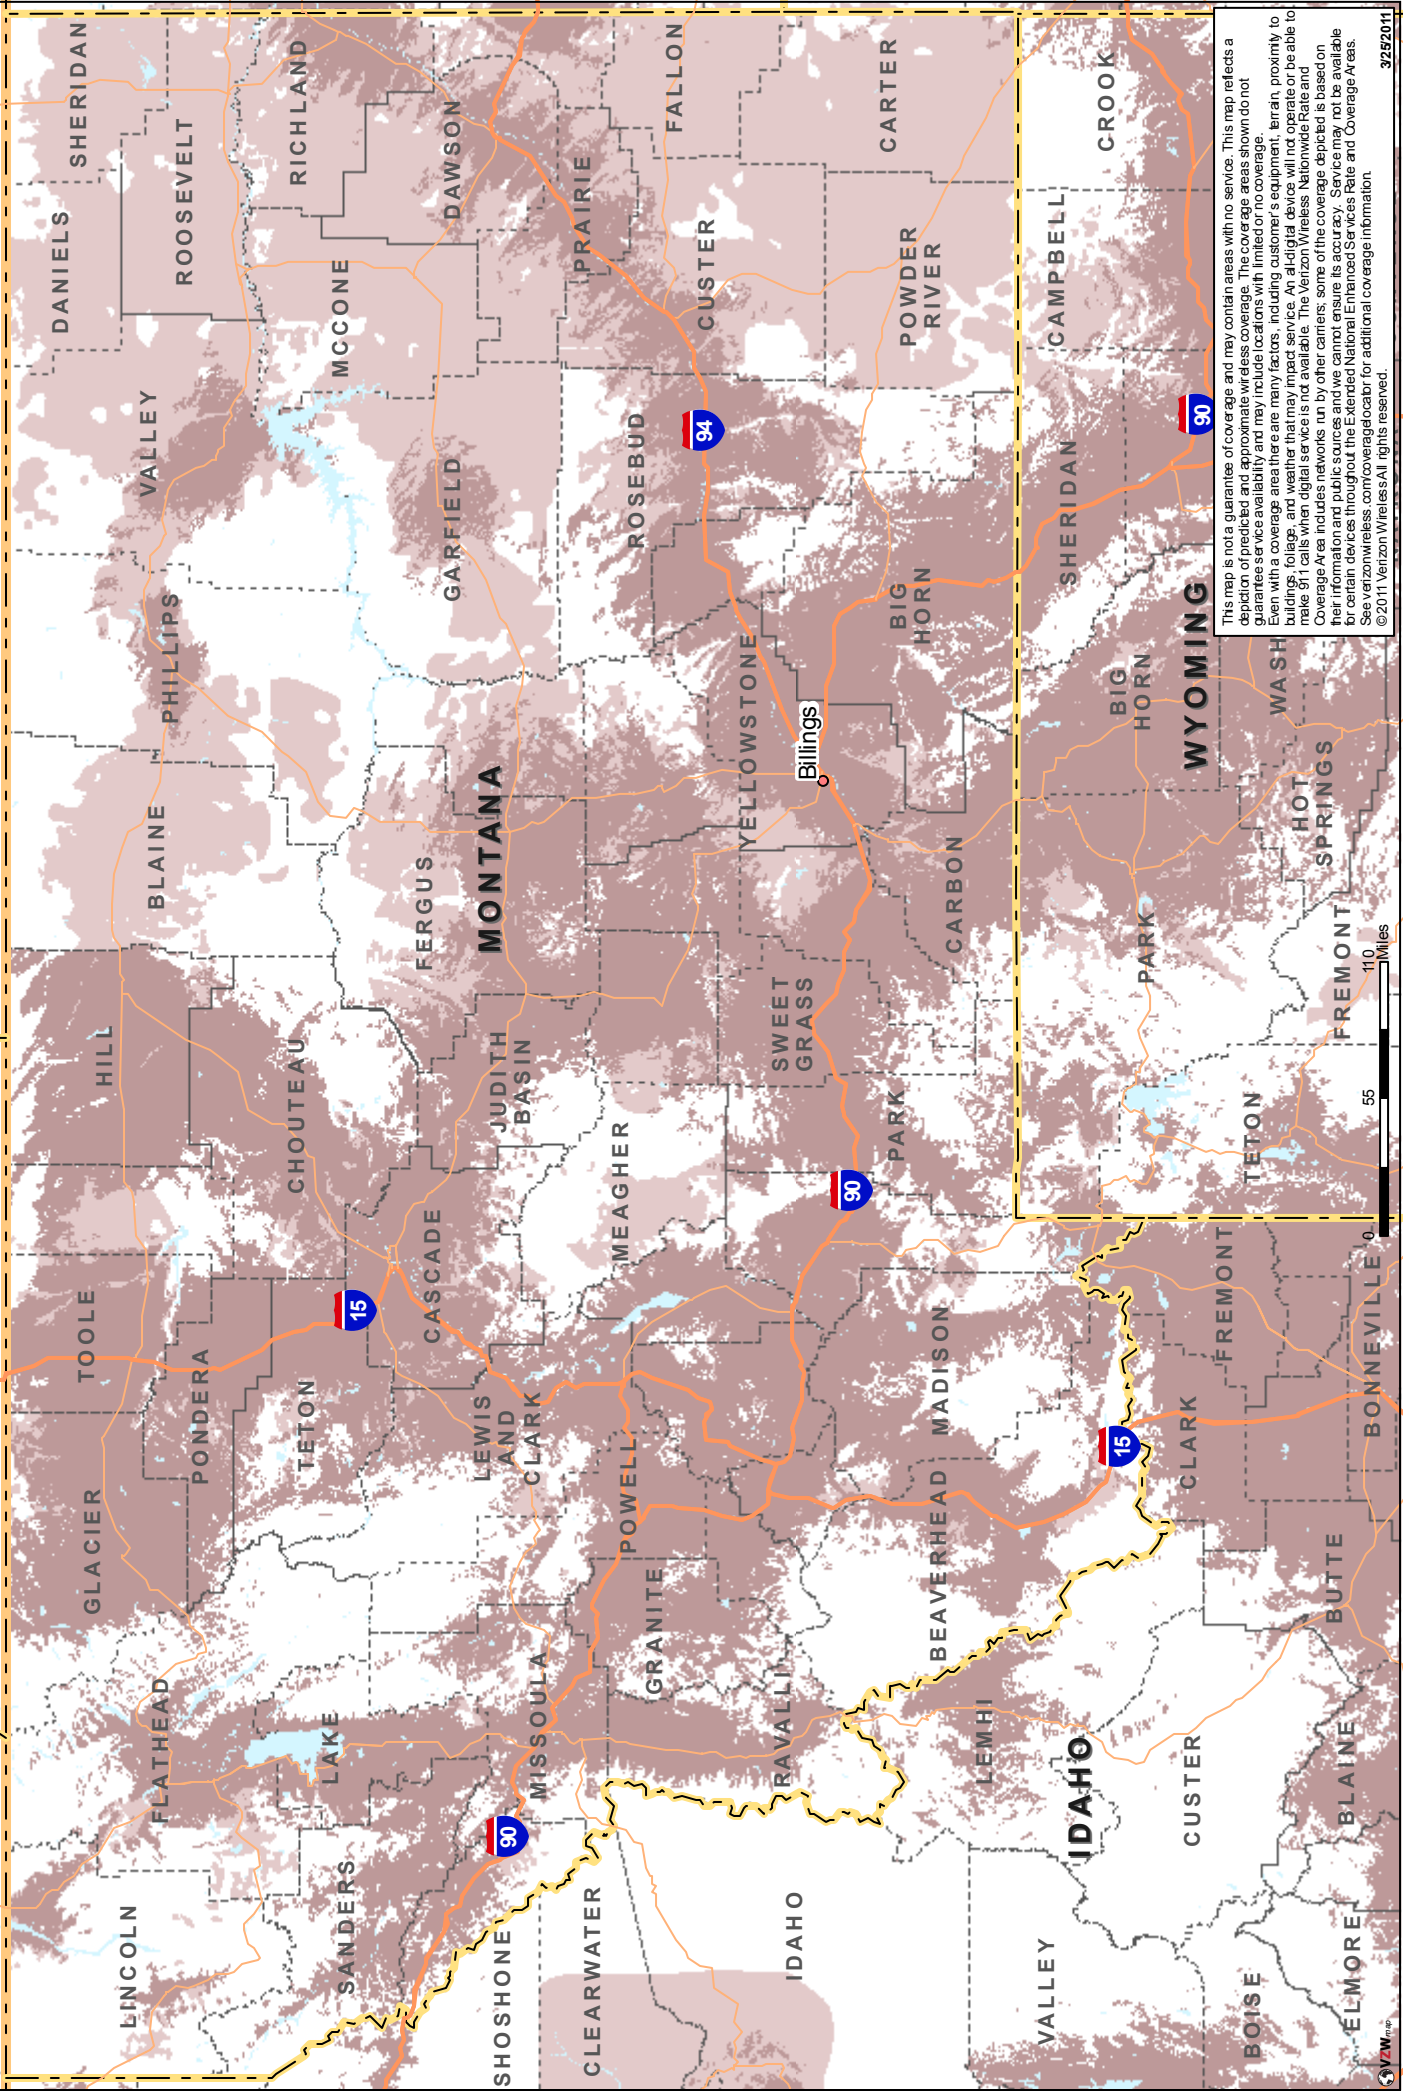 SHERIDAN
DANIELS
ROOSEVELT
RICHLAND
VALLEY
MCCONE
DAWSON
PRAIRIE
FALLON
CUSTER
CARTER
POWDER
RIVER
CROOK
CAMPBELL
PHILLIPS
GARFIELD
ROSEBUD
94
BIG
HORN
SHERIDAN
90
BLAINE
FERGUS
MONTANA
YELLOWSTONE
Billings
CARBON
BIG
HORN
WYOMING
WASH
HOT
SPRINGS
PARK
FREMONT
HILL
CHOUTEAU
JUDITH
BASIN
SWEET
GRASS
MEAGHER
PARK
90
TETON
TOOLE
PONDERA
15
CASCADE
TETON
LEWIS
AND
CLARK
GLACIER
POWELL
MADISON
FREMONT
BONNEVILLE
15
CLARK
BEAVERHEAD
BUTTE
GRANITE
FLATHEAD
LAKE
MISSOULA
RAVALLI
LEMHI
IDAHO
CUSTER
BLAINE
90
LINCOLN
SANDERS
SHOSHONE
CLEARWATER
IDAHO
VALLEY
BOISE
ELMORE
This map is not a guarantee of coverage and may contain areas with no service. This map reflects a
depiction of predicted and approximate wireless coverage. The coverage areas shown do not
guarantee service availability and may include locations with limited or no coverage.
Even with a coverage area there are many factors, including customer's equipment, terrain, proximity to
buildings, foliage, and weather that may impact service. An all-digital device will not operate or be able to
make 911 calls when digital service is not available. The Verizon Wireless Nationwide Rate and
Coverage Area includes networks run by other carriers; some of the coverage depicted is based on
their information and public sources and we cannot ensure its accuracy. Service may not be available
for certain devices throughout the Extended National Enhanced Services Rate and Coverage Areas.
See verizonwireless.com/coveragelocator for additional coverage information.
© 2011 Verizon Wireless All rights reserved.
3/25/2011
0 55 110
Miles
VZWmap